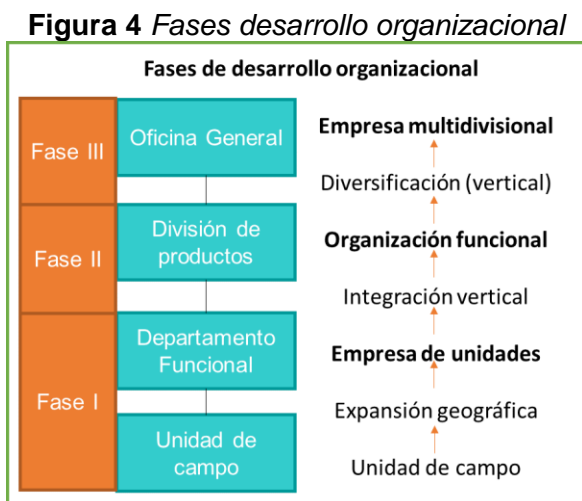 Figura 4 Fases desarrollo organizacional
Fases de desarrollo organizacional
Fase III
Oficina General
Empresa multidivisional
Diversificación (vertical)
Fase II
División de
productos
Organización funcional
Integración vertical
Fase I
Departamento
Funcional
Empresa de unidades
Expansión geográfica
Unidad de
campo
Unidad de campo